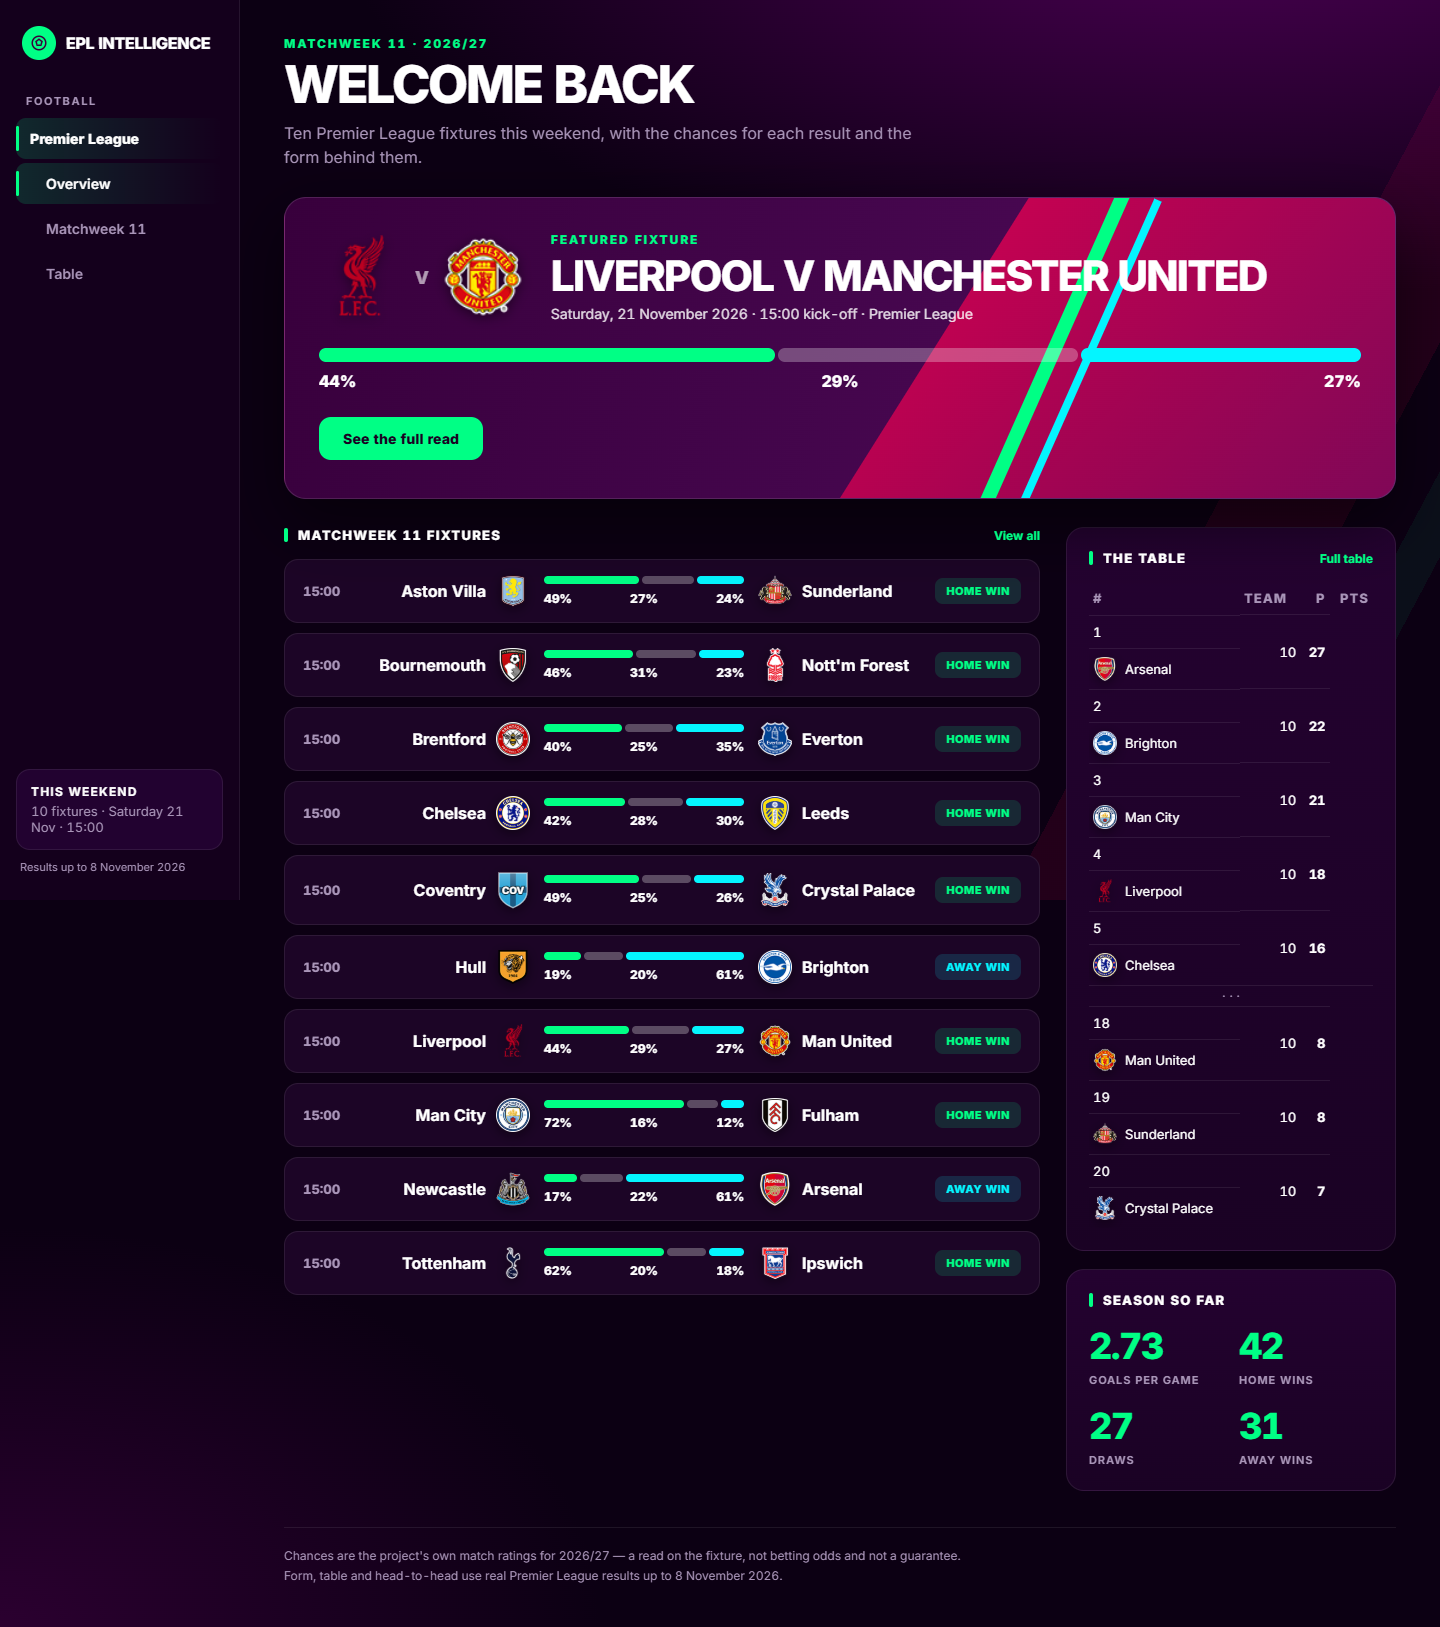 EPL INTELLIGENCE
FOOTBALL
Premier League
Overview
Matchweek 11
Table
THIS WEEKEND
10 fixtures · Saturday 21
Nov · 15:00
Results up to 8 November 2026
MATCHWEEK 11 · 2026/27
WELCOME BACK
Ten Premier League fixtures this weekend, with the chances for each result and the
form behind them.
L.F.C.
V
MANCHESTER UNITED
FEATURED FIXTURE
LIVERPOOL V MANCHESTER UNITED
Saturday, 21 November 2026 · 15:00 kick-off · Premier League
44% 29% 27%
See the full read
MATCHWEEK 11 FIXTURES View all
15:00 Aston Villa 49% 27% 24% Sunderland HOME WIN
15:00 Bournemouth 46% 31% 23% Nott'm Forest HOME WIN
15:00 Brentford 40% 25% 35% Everton HOME WIN
15:00 Chelsea 42% 28% 30% Leeds HOME WIN
15:00 Coventry COV 49% 25% 26% Crystal Palace HOME WIN
15:00 Hull 19% 20% 61% Brighton AWAY WIN
15:00 Liverpool 44% 29% 27% Man United HOME WIN
15:00 Man City 72% 16% 12% Fulham HOME WIN
15:00 Newcastle 17% 22% 61% Arsenal AWAY WIN
15:00 Tottenham 62% 20% 18% Ipswich HOME WIN
THE TABLE Full table
# TEAM P PTS
1
Arsenal 10 27
2
Brighton 10 22
3
Man City 10 21
4
Liverpool 10 18
5
Chelsea 10 16
...
18
Man United 10 8
19
Sunderland 10 8
20
Crystal Palace 10 7
SEASON SO FAR
2.73 42
GOALS PER GAME HOME WINS
27 31
DRAWS AWAY WINS
Chances are the project's own match ratings for 2026/27 — a read on the fixture, not betting odds and not a guarantee.
Form, table and head-to-head use real Premier League results up to 8 November 2026.